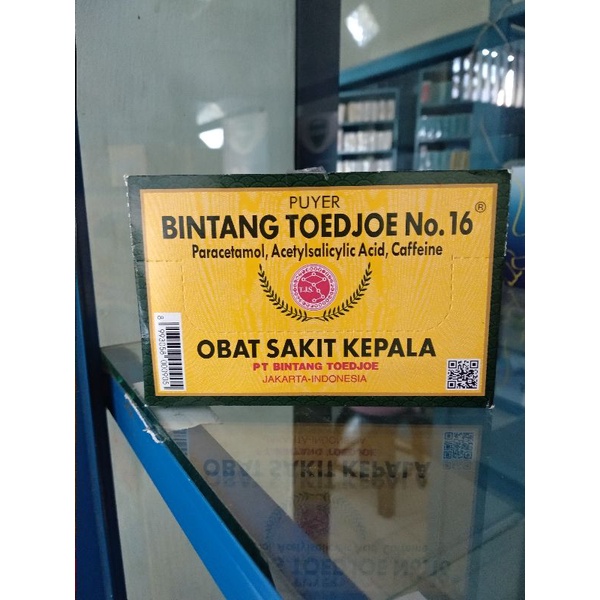 PUYER
BINTANG TOEDJOE No. 16 ®
Paracetamol, Acetylsalicylic Acid, Caffeine
T.J.S.
OBAT SAKIT KEPALA
PT BINTANG TOEDJOE
JAKARTA-INDONESIA